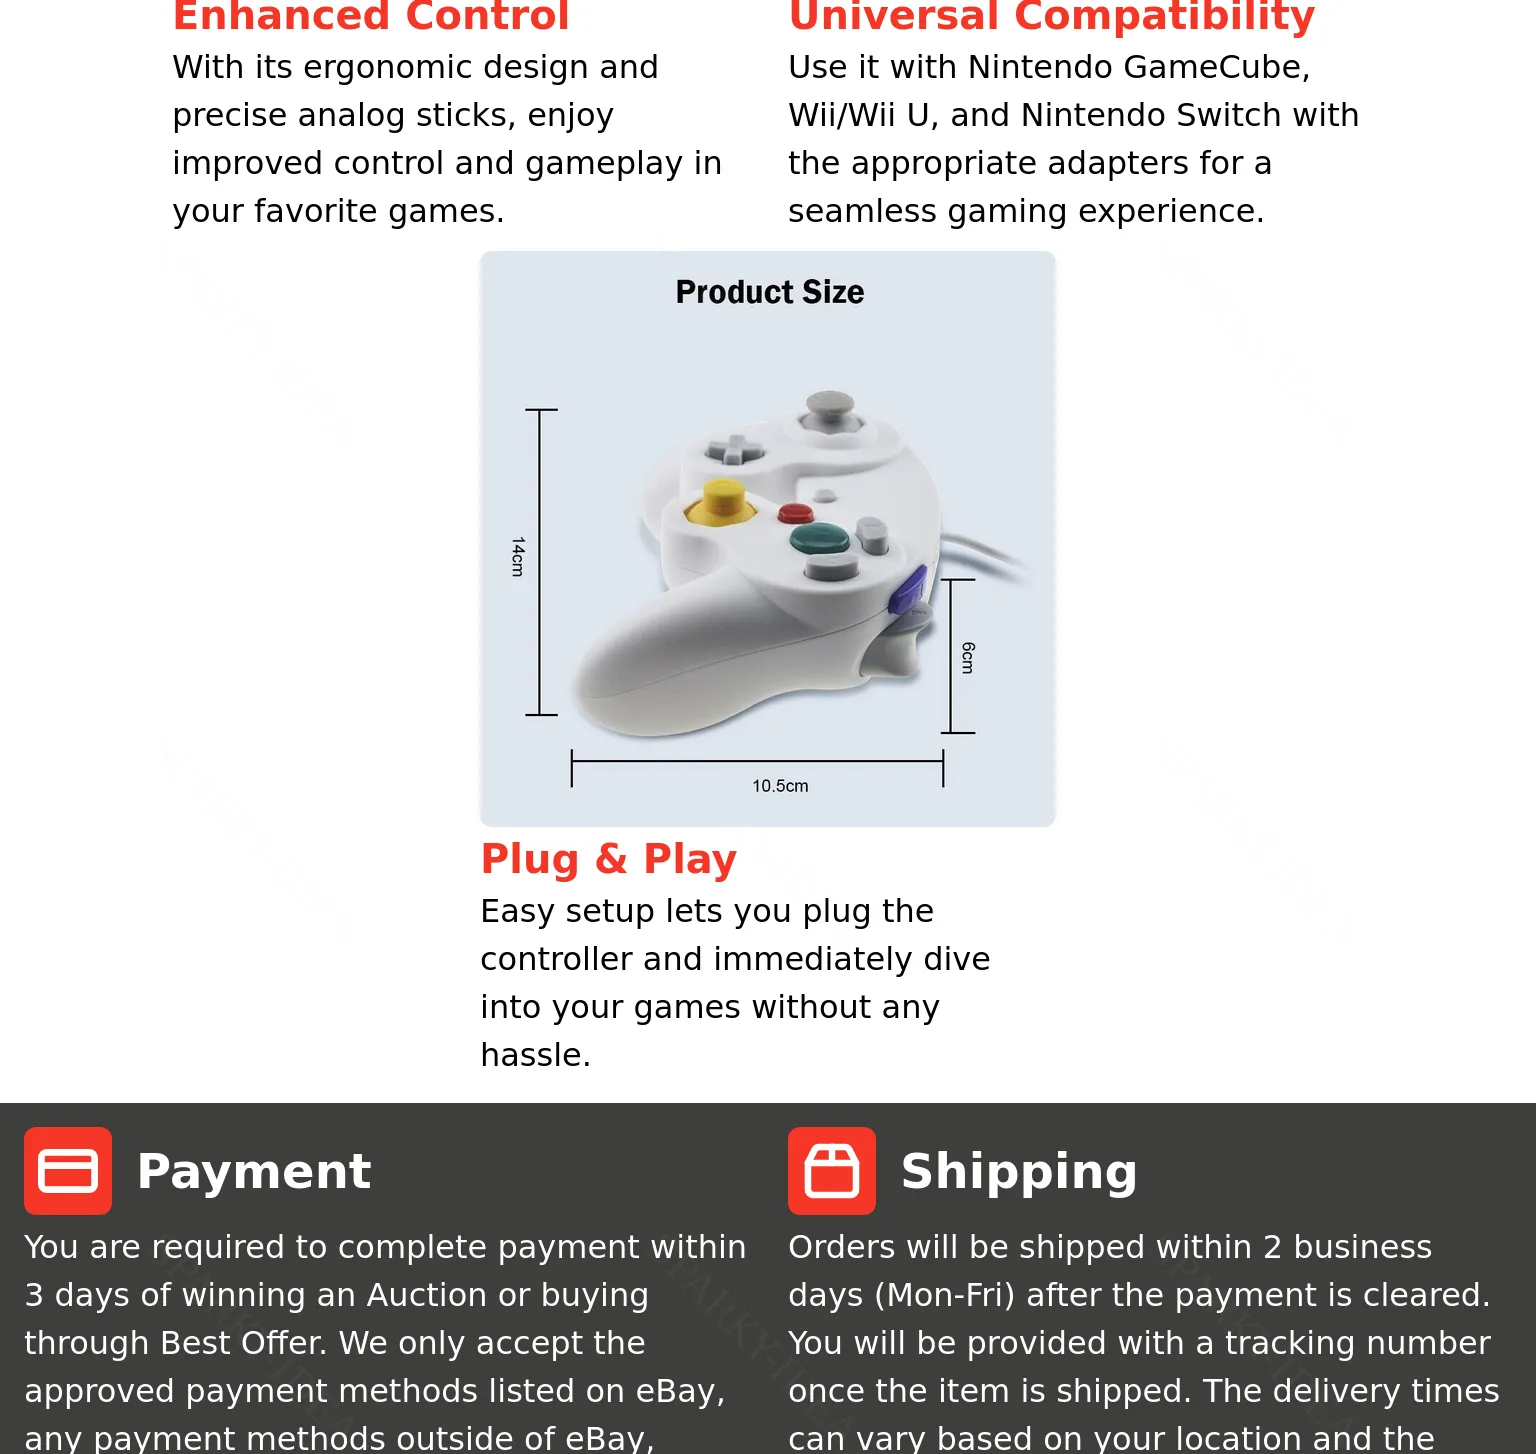 Enhanced Control
With its ergonomic design and
precise analog sticks, enjoy
improved control and gameplay in
your favorite games.
Universal Compatibility
Use it with Nintendo GameCube,
Wii/Wii U, and Nintendo Switch with
the appropriate adapters for a
seamless gaming experience.
Product Size
14cm
6cm
10.5cm
Plug & Play
Easy setup lets you plug the
controller and immediately dive
into your games without any
hassle.
Payment
You are required to complete payment within
3 days of winning an Auction or buying
through Best Offer. We only accept the
approved payment methods listed on eBay,
any payment methods outside of eBay,
Shipping
Orders will be shipped within 2 business
days (Mon-Fri) after the payment is cleared.
You will be provided with a tracking number
once the item is shipped. The delivery times
can vary based on your location and the